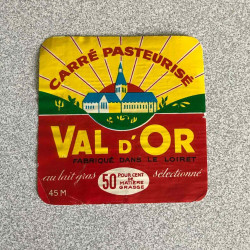 CARRÉ PASTEURISÉ
VAL D'OR
FABRIQUÉ DANS LE LOIRET
au lait gras sélectionné
50 POUR CENT DE MATIÈRE GRASSE
45 M